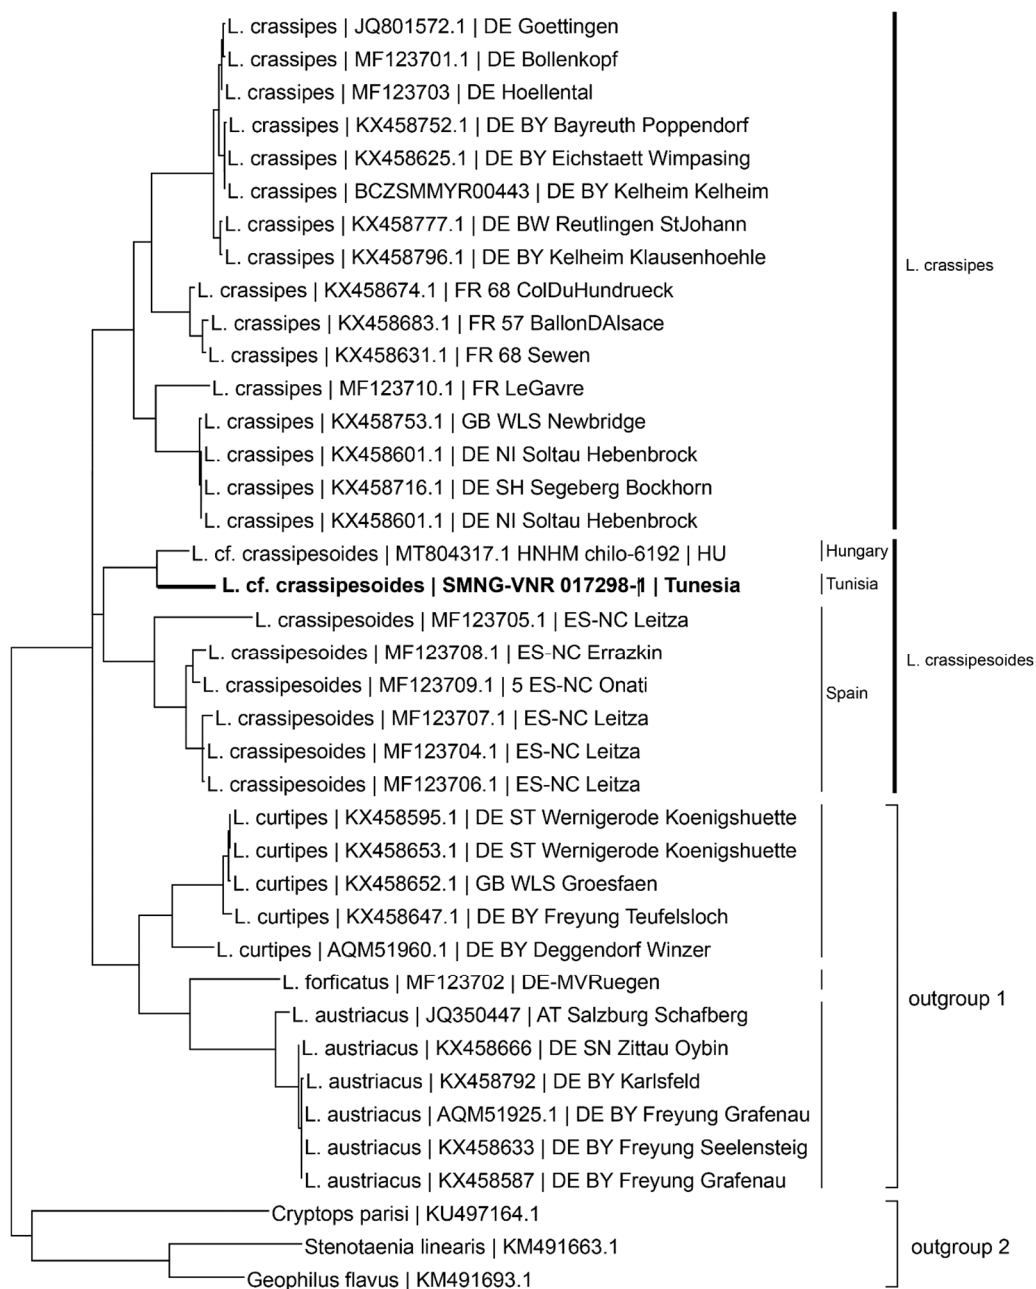 L. crassipes | JQ801572.1 | DE Goettingen
L. crassipes | MF123701.1 | DE Bollenkopf
L. crassipes | MF123703 | DE Hoellental
L. crassipes | KX458752.1 | DE BY Bayreuth Poppendorf
L. crassipes | KX458625.1 | DE BY Eichstaett Wimpasing
L. crassipes | BCZSMMYR00443 | DE BY Kelheim Kelheim
L. crassipes | KX458777.1 | DE BW Reutlingen StJohann
L. crassipes | KX458796.1 | DE BY Kelheim Klausenhoehle
L. crassipes
L. crassipes | KX458674.1 | FR 68 ColDuHundrueck
L. crassipes | KX458683.1 | FR 57 BallonDAlsace
L. crassipes | KX458631.1 | FR 68 Sewen
L. crassipes | MF123710.1 | FR LeGavre
L. crassipes | KX458753.1 | GB WLS Newbridge
L. crassipes | KX458601.1 | DE NI Soltau Hebenbrock
L. crassipes | KX458716.1 | DE SH Segeberg Bockhorn
L. crassipes | KX458601.1 | DE NI Soltau Hebenbrock
L. cf. crassipesoides | MT804317.1 HNHM chilo-6192 | HU
Hungary
L. cf. crassipesoides | SMNG-VNR 017298-1 | Tunesia
Tunisia
L. crassipesoides | MF123705.1 | ES-NC Leitza
L. crassipesoides | MF123708.1 | ES-NC Errazkin
L. crassipesoides
L. crassipesoides | MF123709.1 | 5 ES-NC Onati
Spain
L. crassipesoides | MF123707.1 | ES-NC Leitza
L. crassipesoides | MF123704.1 | ES-NC Leitza
L. crassipesoides | MF123706.1 | ES-NC Leitza
L. curtipes | KX458595.1 | DE ST Wernigerode Koenigshuette
L. curtipes | KX458653.1 | DE ST Wernigerode Koenigshuette
L. curtipes | KX458652.1 | GB WLS Groesfaen
L. curtipes | KX458647.1 | DE BY Freyung Teufelsloch
L. curtipes | AQM51960.1 | DE BY Deggendorf Winzer
L. forficatus | MF123702 | DE-MVRuegen
outgroup 1
L. austriacus | JQ350447 | AT Salzburg Schafberg
L. austriacus | KX458666 | DE SN Zittau Oybin
L. austriacus | KX458792 | DE BY Karlsfeld
L. austriacus | AQM51925.1 | DE BY Freyung Grafenau
L. austriacus | KX458633 | DE BY Freyung Seelensteig
L. austriacus | KX458587 | DE BY Freyung Grafenau
Cryptops parisi | KU497164.1
Stenotaenia linearis | KM491663.1
outgroup 2
Geophilus flavus | KM491693.1